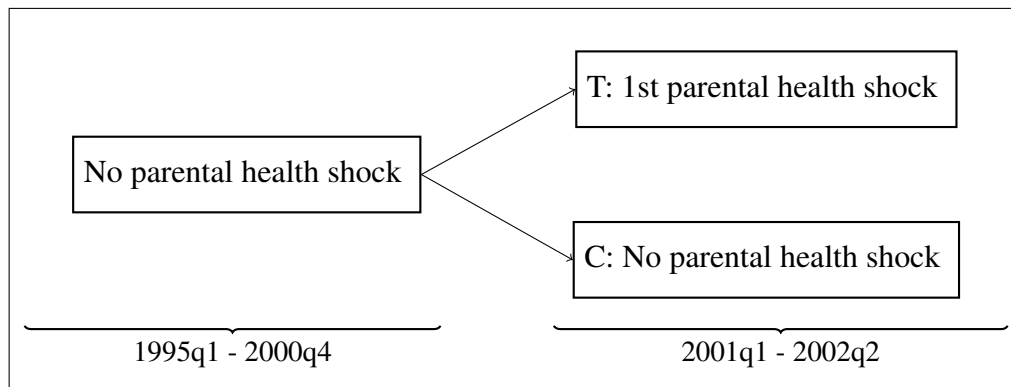 T: 1st parental health shock
No parental health shock
C: No parental health shock
1995q1 - 2000q4
2001q1 - 2002q2